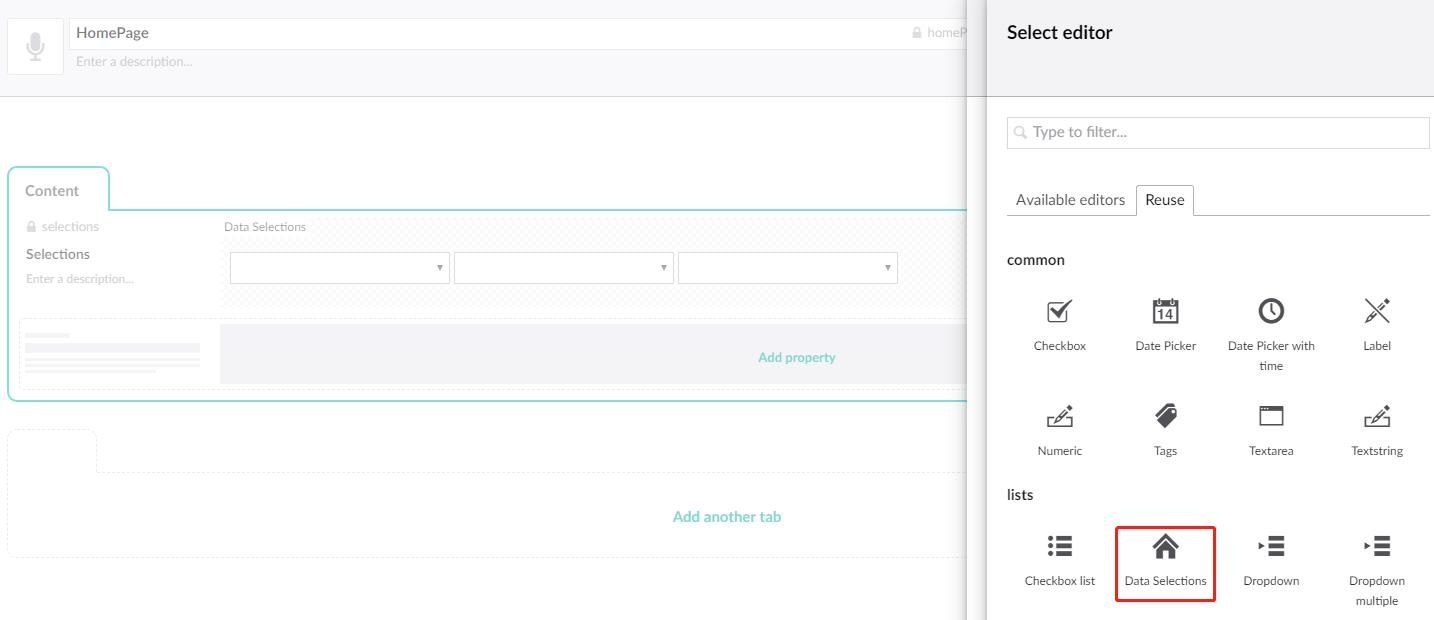 HomePage
homeP
Enter a description...
Content
selections
Data Selections
Selections
Enter a description...
Add property
Add another tab
Select editor
Type to filter...
Available editors
Reuse
common
14
Checkbox
Date Picker
Date Picker with
time
Label
Numeric
Tags
Textarea
Textstring
lists
Checkbox list
Data Selections
Dropdown
Dropdown
multiple